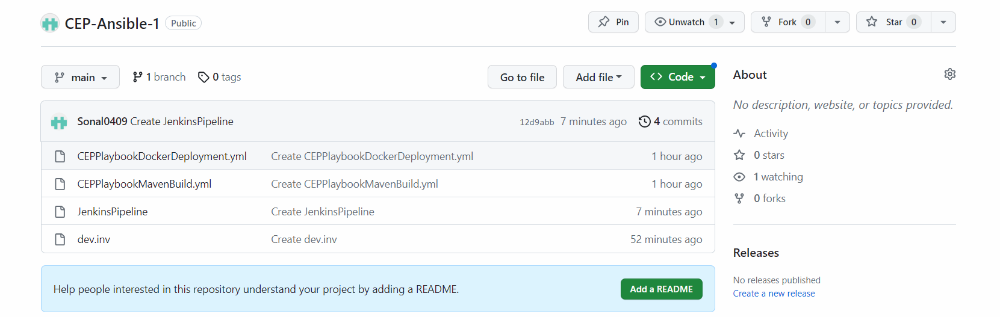 CEP-Ansible-1 Public Pin Unwatch 1 Fork 0 Star 0
main 1 branch 0 tags Go to file Add file Code
Sonal0409 Create JenkinsPipeline 12d9abb 7 minutes ago 4 commits
CEPPlaybookDockerDeployment.yml Create CEPPlaybookDockerDeployment.yml 1 hour ago
CEPPlaybookMavenBuild.yml Create CEPPlaybookMavenBuild.yml 1 hour ago
JenkinsPipeline Create JenkinsPipeline 7 minutes ago
dev.inv Create dev.inv 52 minutes ago
Help people interested in this repository understand your project by adding a README. Add a README
About
No description, website, or topics provided.
Activity
0 stars
1 watching
0 forks
Releases
No releases published
Create a new release